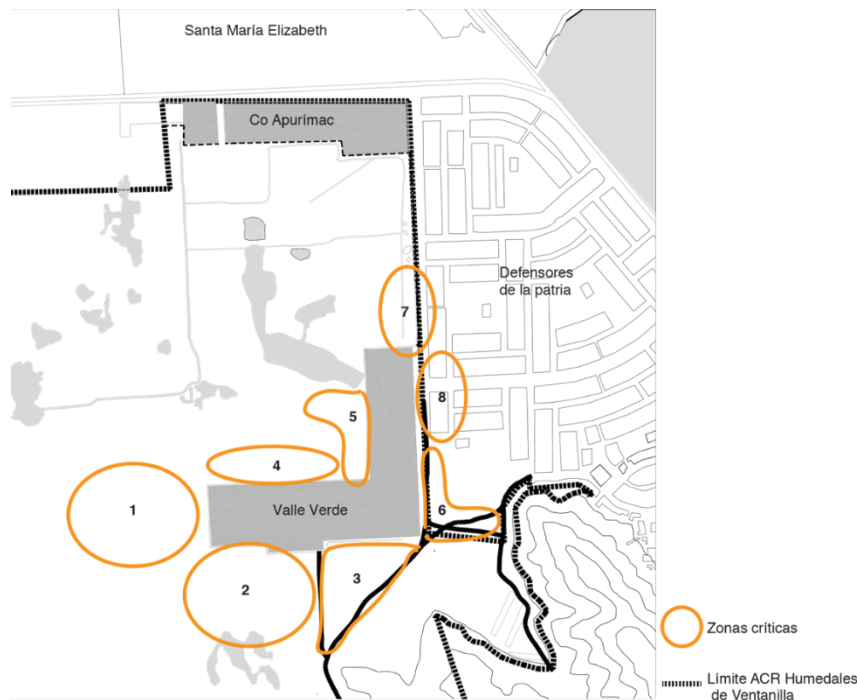 Santa María Elizabeth
Co Apurímac
Defensores
de la patria
7
8
5
4
6
1
Valle Verde
3
2
Zonas críticas
Limite ACR Humedales
de Ventanilla